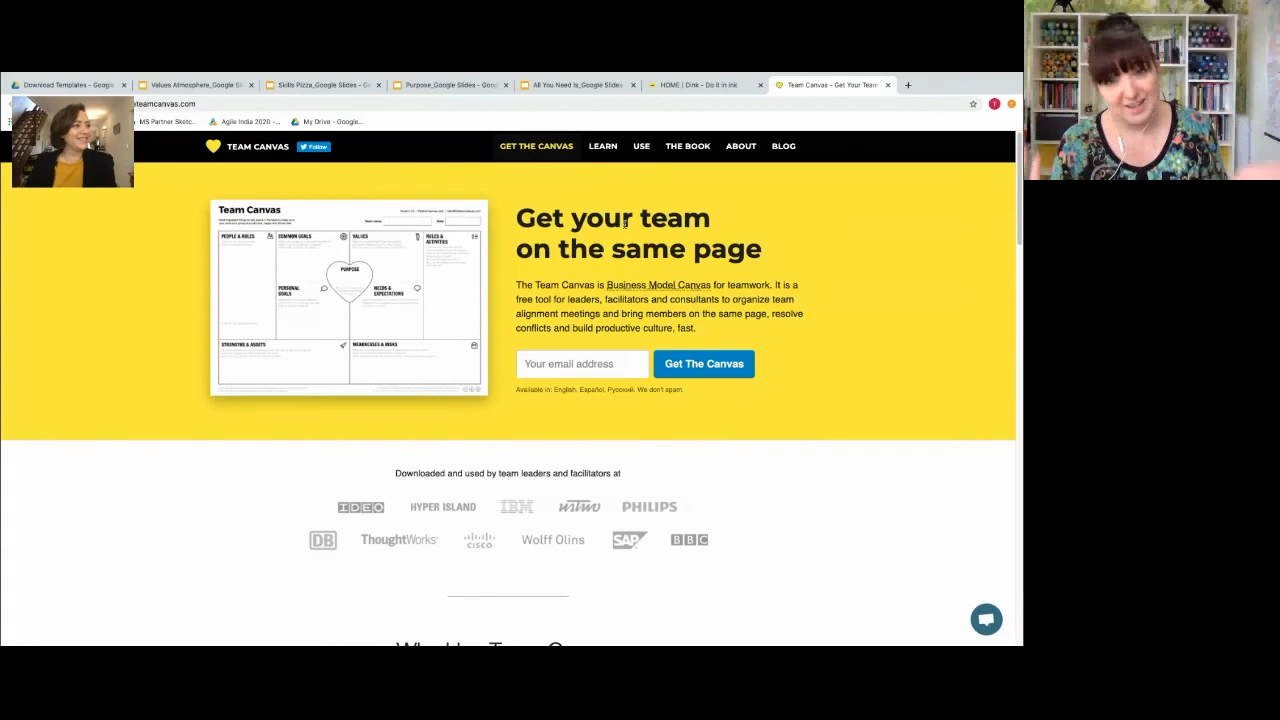 Download Templates - Google
Values Atmosphere_Google Sl
Skills Pizza_Google Slides - G
Purpose_Google Slides - Goo
All You Need Is_Google Slides
HOME | Dink - Do it in ink
Team Canvas - Get Your Team
teamcanvas.com
MS Partner Sketc...
Agile India 2020 -...
My Drive - Google...
TEAM CANVAS
Follow
GET THE CANVAS
LEARN
USE
THE BOOK
ABOUT
BLOG
Team Canvas
Team name
Date
PEOPLE & ROLES
COMMON GOALS
VALUES
RULES & ACTIVITIES
PURPOSE
PERSONAL GOALS
NEEDS & EXPECTATIONS
STRENGTHS & ASSETS
WEAKNESSES & RISKS
Get your team
on the same page
The Team Canvas is Business Model Canvas for teamwork. It is a
free tool for leaders, facilitators and consultants to organize team
alignment meetings and bring members on the same page, resolve
conflicts and build productive culture, fast.
Your email address
Get The Canvas
Available in: English, Español, Русский. We don't spam.
Downloaded and used by team leaders and facilitators at
IDEO
HYPER ISLAND
IBM
ustwo
PHILIPS
DB
ThoughtWorks
CISCO
Wolff Olins
SAP
BBC